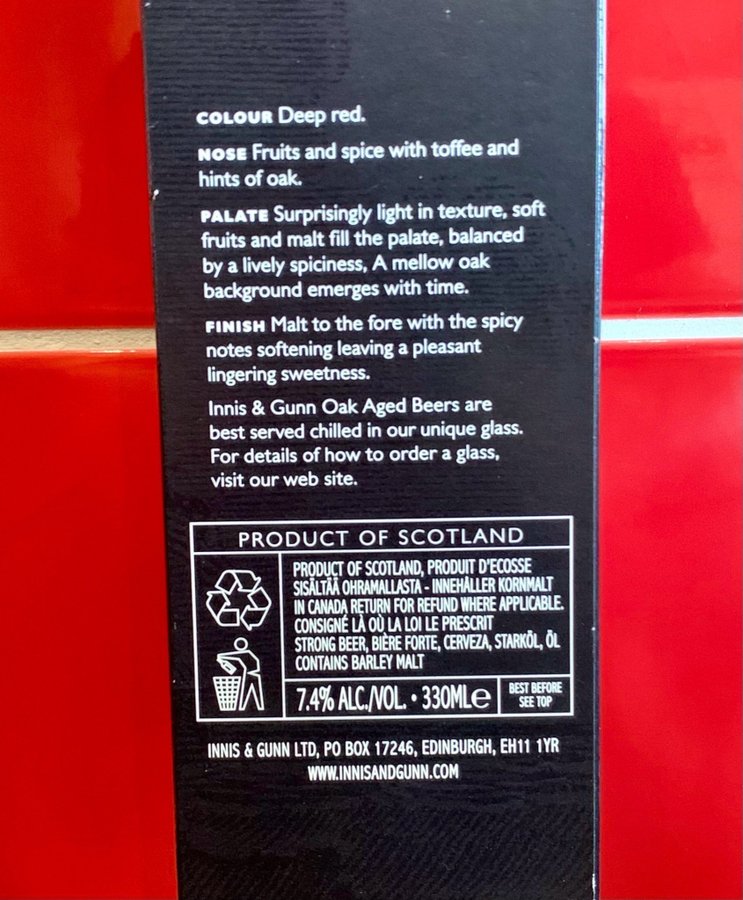 COLOUR Deep red.
NOSE Fruits and spice with toffee and
hints of oak.
PALATE Surprisingly light in texture, soft
fruits and malt fill the palate, balanced
by a lively spiciness, A mellow oak
background emerges with time.
FINISH Malt to the fore with the spicy
notes softening leaving a pleasant
lingering sweetness.
Innis & Gunn Oak Aged Beers are
best served chilled in our unique glass.
For details of how to order a glass,
visit our web site.
PRODUCT OF SCOTLAND
PRODUCT OF SCOTLAND, PRODUIT D'ECOSSE
SISÄLTÄÄ OHRAMALLASTA - INNEHÅLLER KORNMALT
IN CANADA RETURN FOR REFUND WHERE APPLICABLE.
CONSIGNÉ LÀ OÙ LA LOI LE PRESCRIT
STRONG BEER, BIÈRE FORTE, CERVEZA, STARKÖL, ÖL
CONTAINS BARLEY MALT
7.4% ALC./VOL. • 330ML℮
BEST BEFORE
SEE TOP
INNIS & GUNN LTD, PO BOX 17246, EDINBURGH, EH11 1YR
WWW.INNISANDGUNN.COM